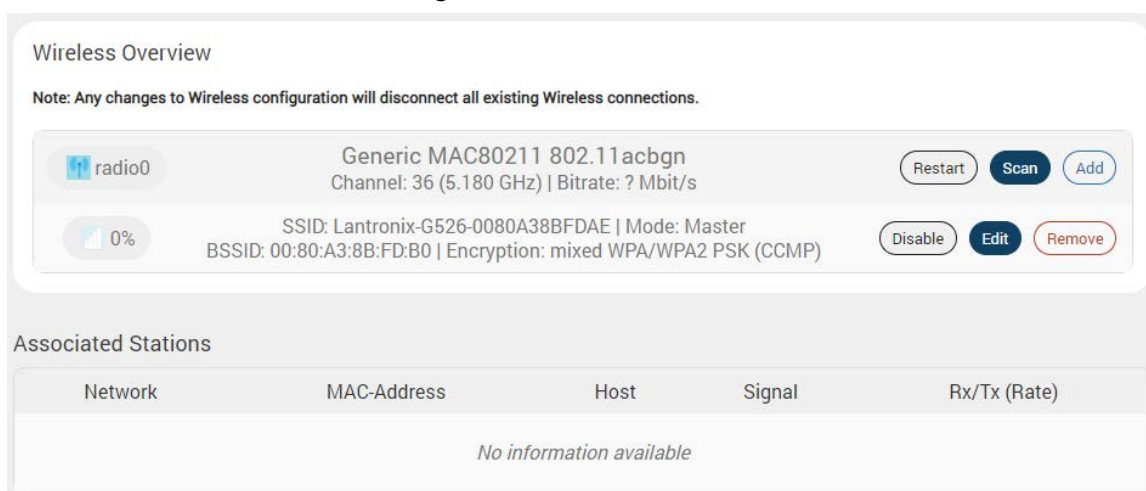 Wireless Overview
Note: Any changes to Wireless configuration will disconnect all existing Wireless connections.
radio0
Generic MAC80211 802.11acbgn
Channel: 36 (5.180 GHz) | Bitrate: ? Mbit/s
Restart Scan Add
0%
SSID: Lantronix-G526-0080A38BFDAE | Mode: Master
BSSID: 00:80:A3:8B:FD:B0 | Encryption: mixed WPA/WPA2 PSK (CCMP)
Disable Edit Remove
Associated Stations
Network MAC-Address Host Signal Rx/Tx (Rate)
No information available